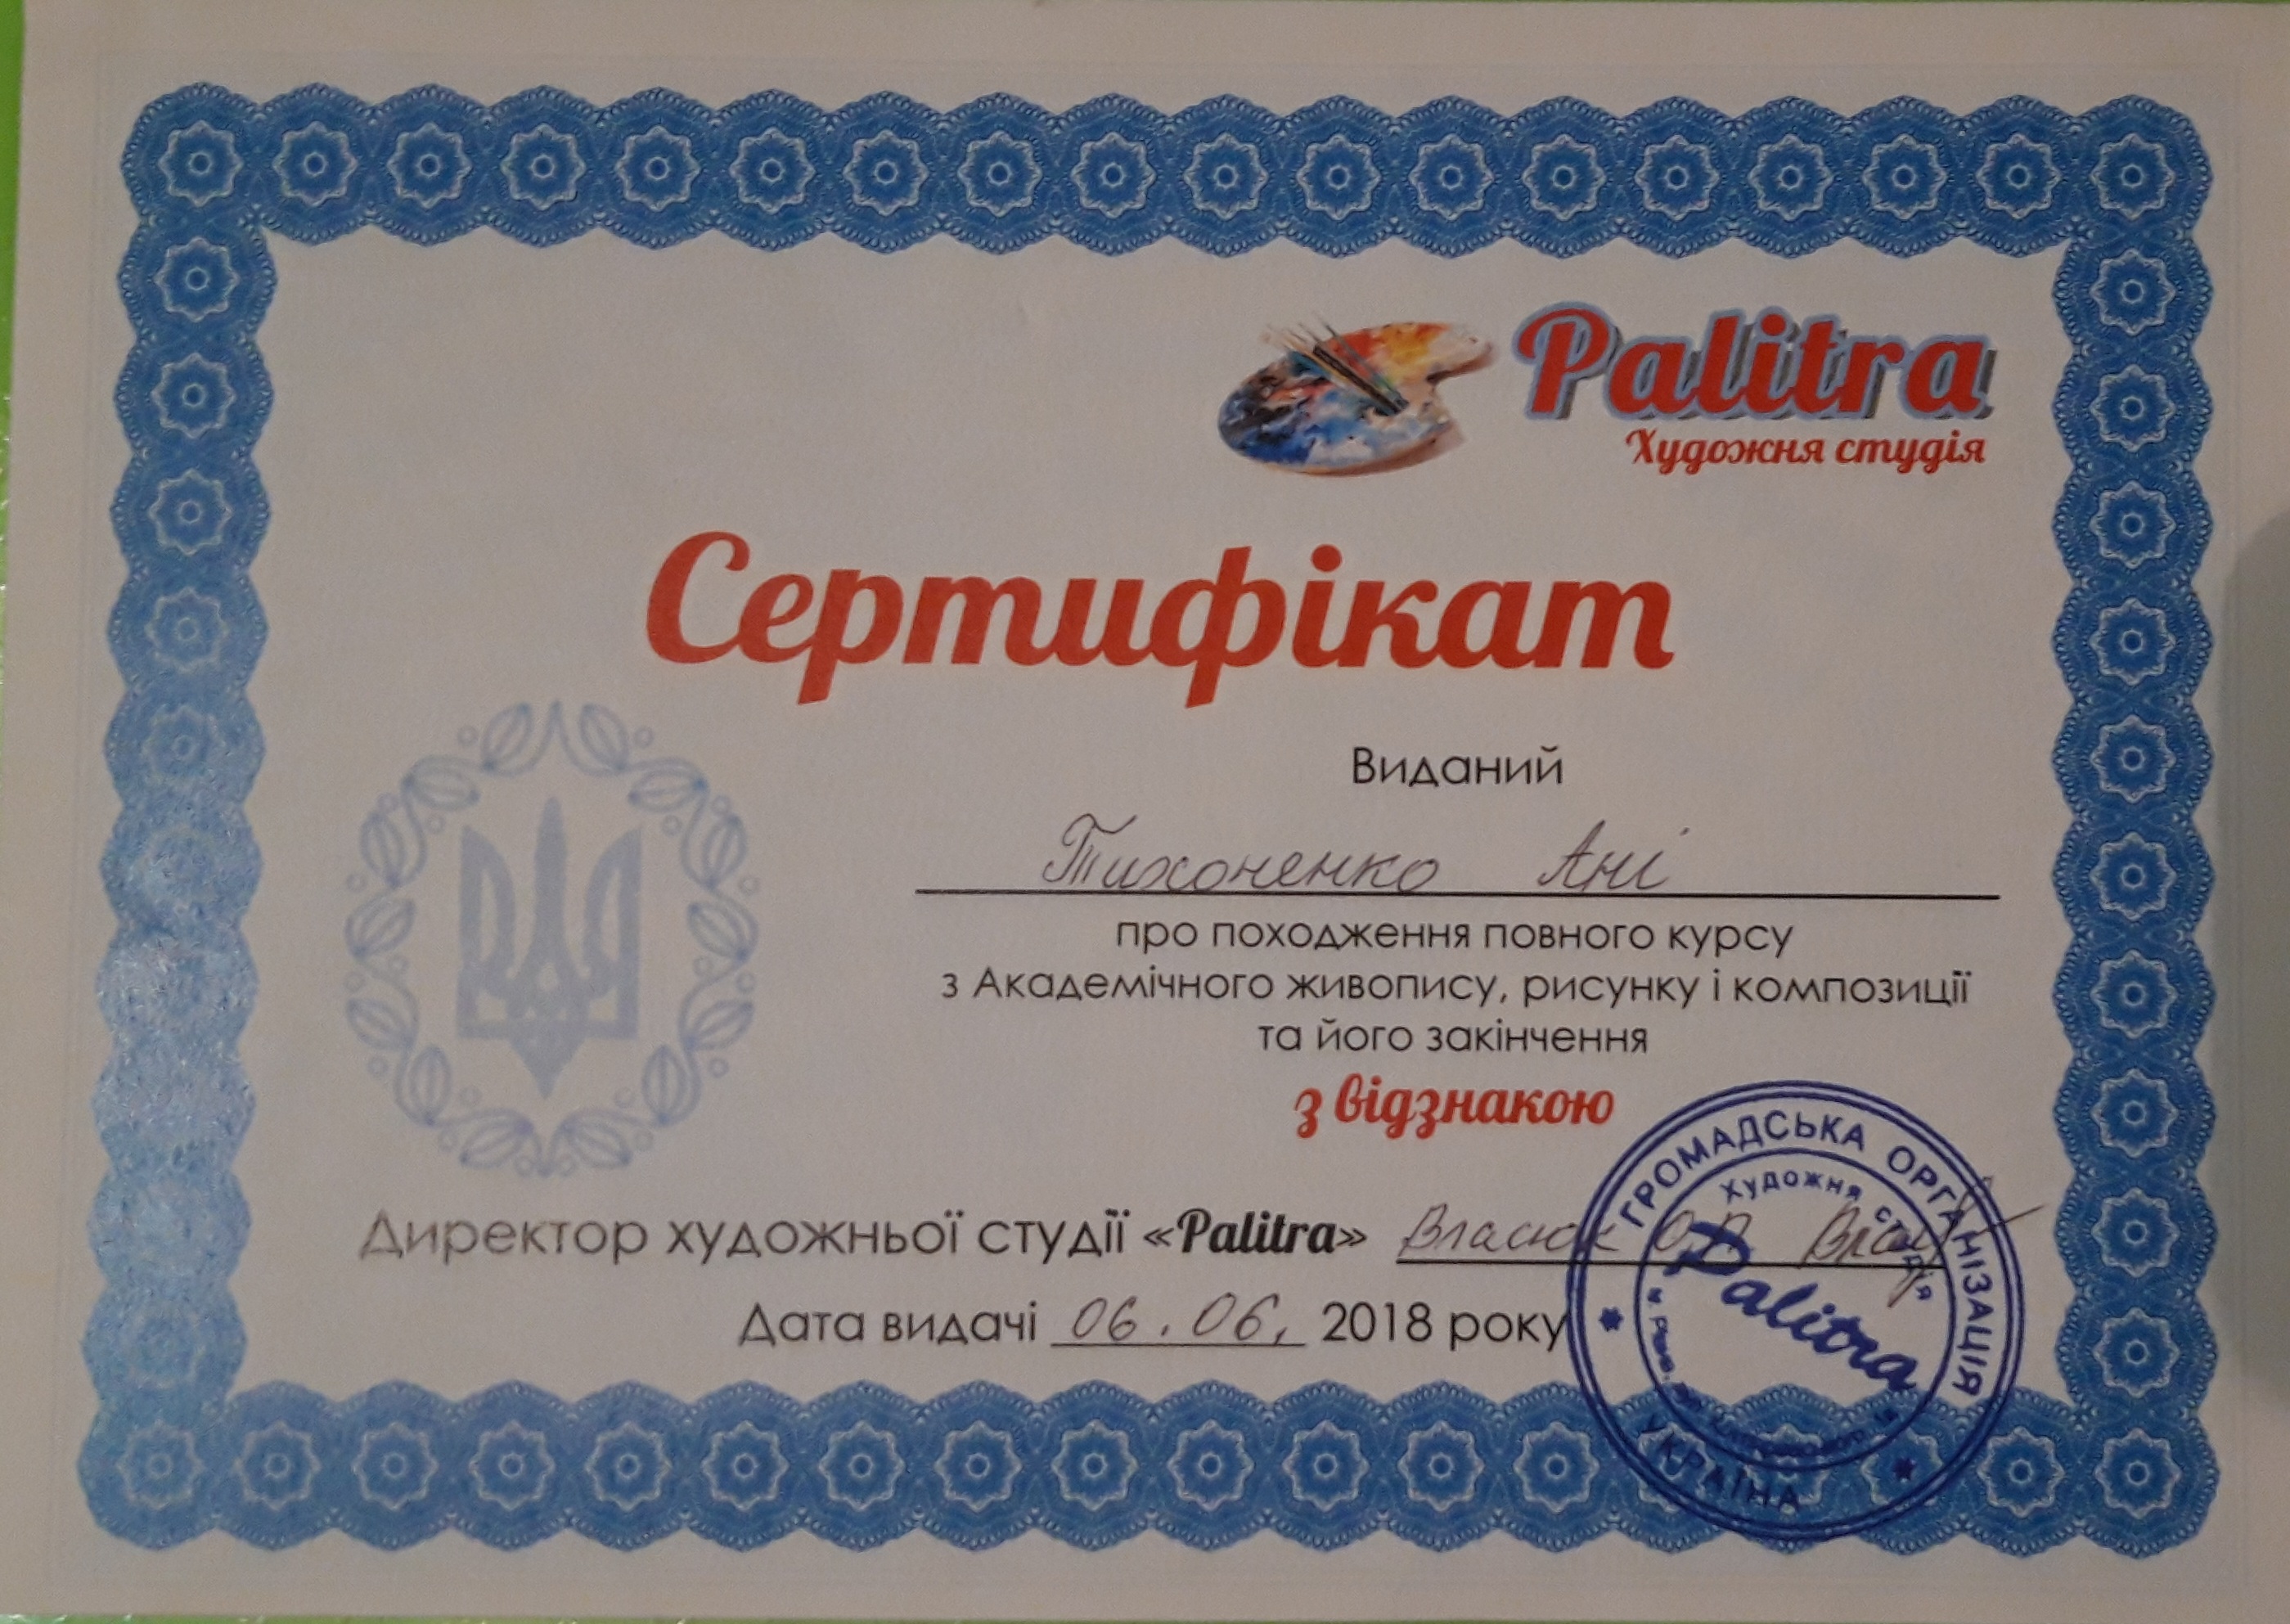 Palitra
Художня студія
Сертифікат
Виданий
Тихоненко Ані
про походження повного курсу
з Академічного живопису, рисунку і композиції
та його закінчення
з відзнакою
Директор художньої студії «Palitra» Власюк О.В.
Дата видачі 06.06, 2018 року
ГРОМАДСЬКА ОРГАНІЗАЦІЯ
Художня студія
Palitra
УКРАЇНА